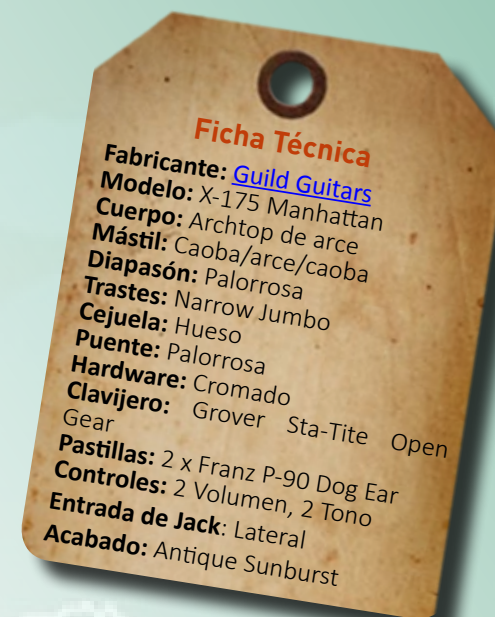 Ficha Técnica
Fabricante: Guild Guitars
Modelo: X-175 Manhattan
Cuerpo: Archtop de arce
Mástil: Caoba/arce/caoba
Diapasón: Palorrosa
Trastes: Narrow Jumbo
Cejuela: Hueso
Puente: Palorrosa
Hardware: Cromado
Clavijero: Grover Sta-Tite Open
Gear
Pastillas: 2 x Franz P-90 Dog Ear
Controles: 2 Volumen, 2 Tono
Entrada de Jack: Lateral
Acabado: Antique Sunburst